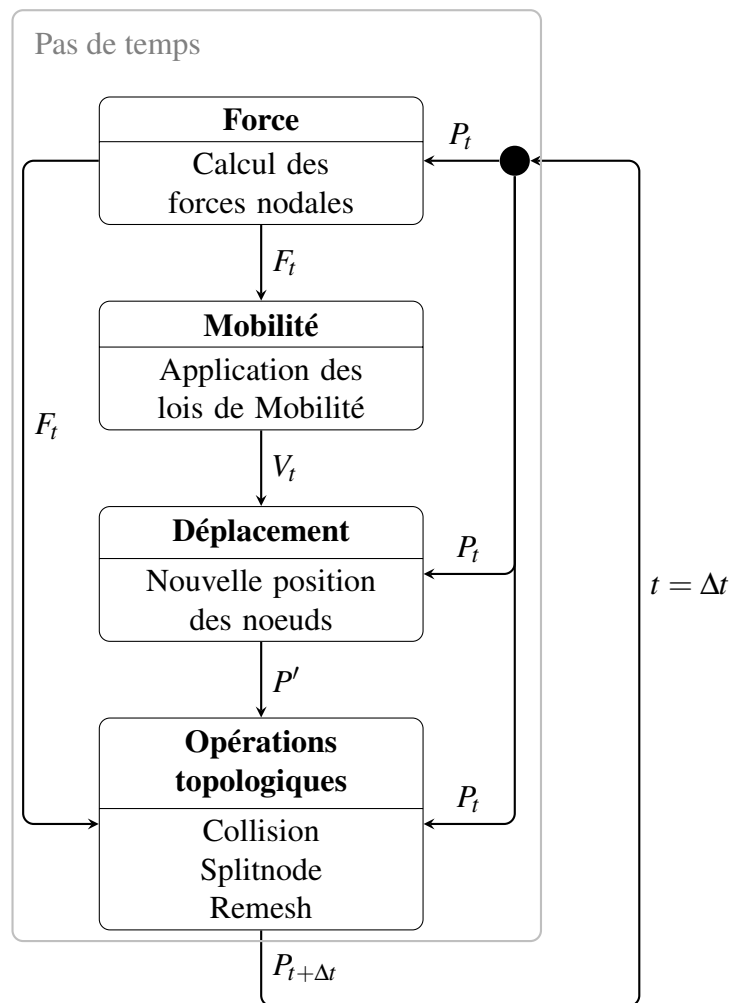 Pas de temps
Force
P_t
Calcul des
forces nodales
F_t
Mobilité
Application des
lois de Mobilité
F_t
V_t
Déplacement
P_t
Nouvelle position
des noeuds
t = Δt
P′
Opérations
topologiques
P_t
Collision
Splitnode
Remesh
P_{t+Δt}